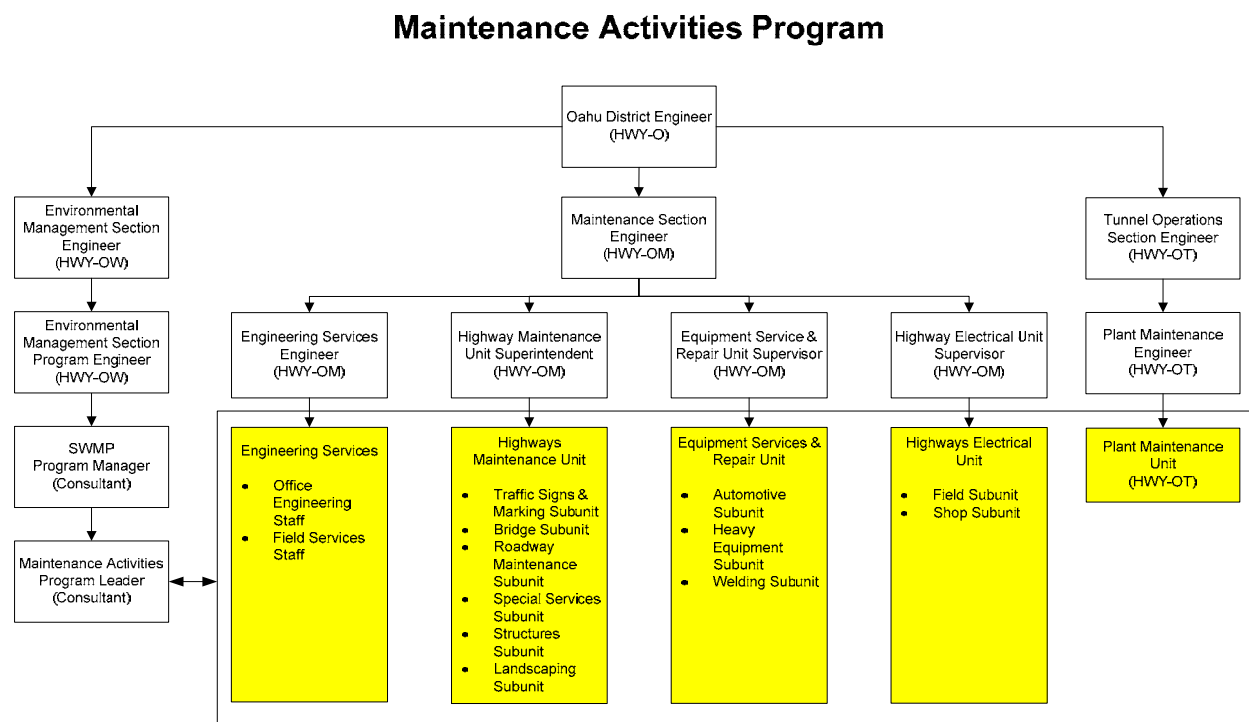 Maintenance Activities Program
Oahu District Engineer
(HWY-O)
Environmental
Management Section
Engineer
(HWY-OW)
Maintenance Section
Engineer
(HWY-OM)
Tunnel Operations
Section Engineer
(HWY-OT)
Environmental
Management Section
Program Engineer
(HWY-OW)
Engineering Services
Engineer
(HWY-OM)
Highway Maintenance
Unit Superintendent
(HWY-OM)
Equipment Service &
Repair Unit Supervisor
(HWY-OM)
Highway Electrical Unit
Supervisor
(HWY-OM)
Plant Maintenance
Engineer
(HWY-OT)
SWMP
Program Manager
(Consultant)
Maintenance Activities
Program Leader
(Consultant)
Engineering Services
• Office
Engineering
Staff
• Field Services
Staff
Highways
Maintenance Unit
• Traffic Signs &
Marking Subunit
• Bridge Subunit
• Roadway
Maintenance
Subunit
• Special Services
Subunit
• Structures
Subunit
• Landscaping
Subunit
Equipment Services &
Repair Unit
• Automotive
Subunit
• Heavy
Equipment
Subunit
• Welding Subunit
Highways Electrical
Unit
• Field Subunit
• Shop Subunit
Plant Maintenance
Unit
(HWY-OT)